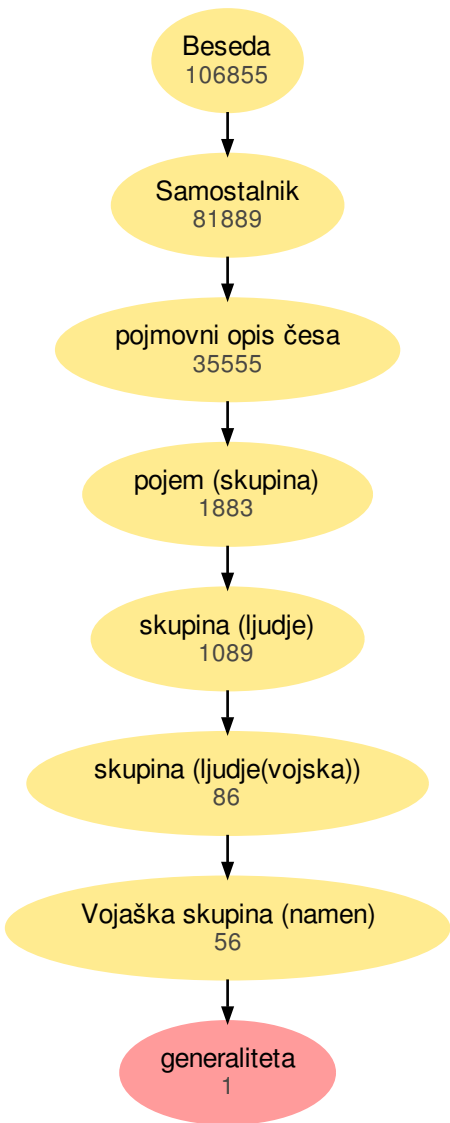 Beseda
106855
Samostalnik
81889
pojmovni opis česa
35555
pojem (skupina)
1883
skupina (ljudje)
1089
skupina (ljudje(vojska))
86
Vojaška skupina (namen)
56
generaliteta
1